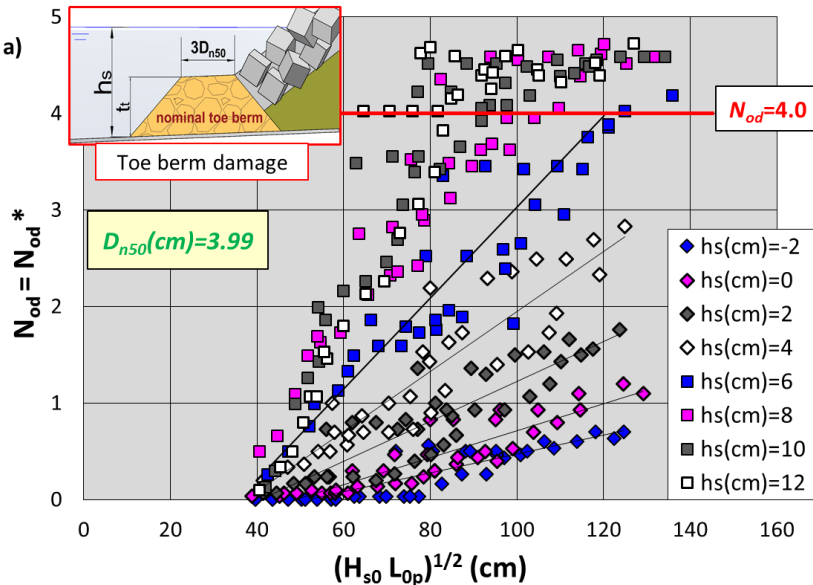 a)
3Dn50
hs
tt
nominal toe berm
Toe berm damage
Nod=4.0
Dn50(cm)=3.99
hs(cm)=-2
hs(cm)=0
hs(cm)=2
hs(cm)=4
hs(cm)=6
hs(cm)=8
hs(cm)=10
hs(cm)=12
Nod = Nod*
5
4
3
2
1
0
0 20 40 60 80 100 120 140
(Hs0 L0p)1/2 (cm)